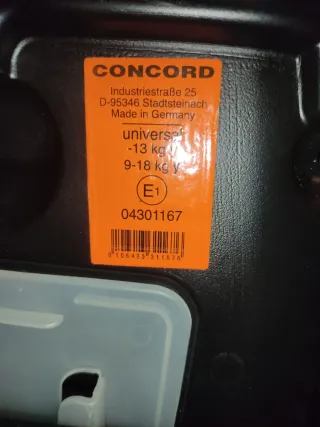 CONCORD
Industriestraße 25
D-95346 Stadtsteinach
Made in Germany
universal
-13 kg y
9-18 kg y
E1
04301167